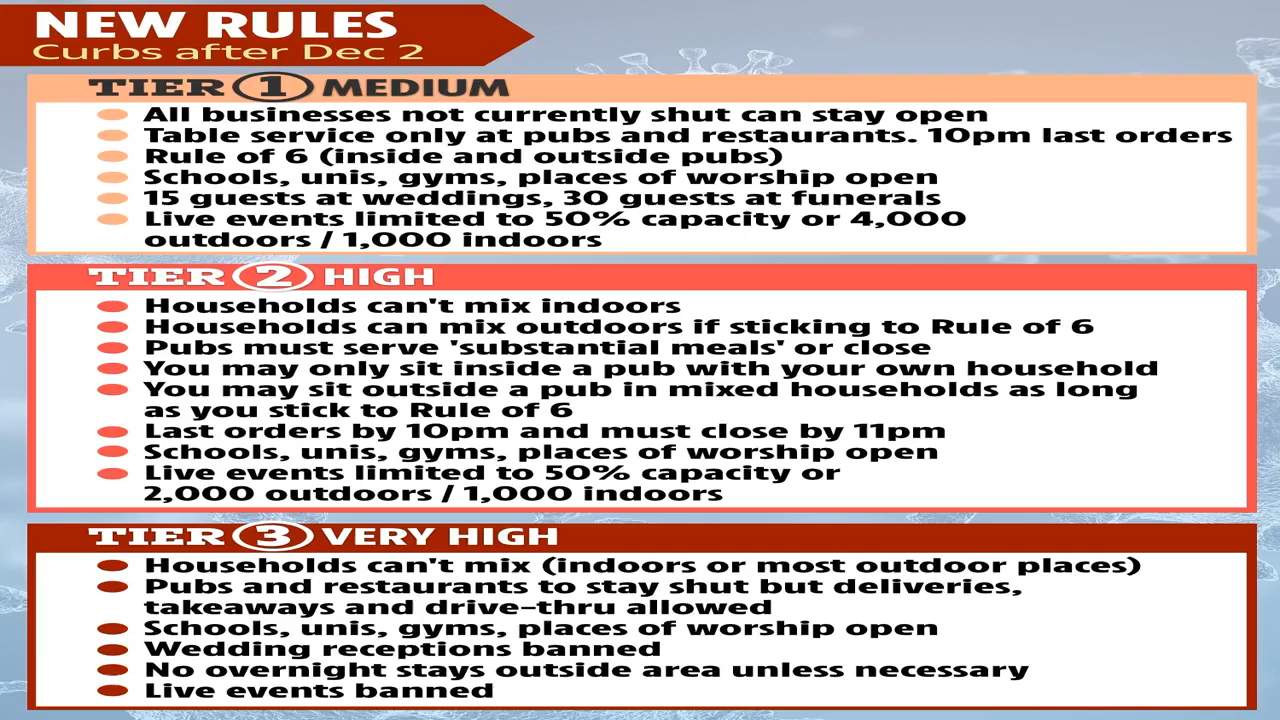 NEW RULES
Curbs after Dec 2
TIER 1 MEDIUM
All businesses not currently shut can stay open
Table service only at pubs and restaurants. 10pm last orders
Rule of 6 (inside and outside pubs)
Schools, unis, gyms, places of worship open
15 guests at weddings, 30 guests at funerals
Live events limited to 50% capacity or 4,000
outdoors / 1,000 indoors
TIER 2 HIGH
Households can't mix indoors
Households can mix outdoors if sticking to Rule of 6
Pubs must serve 'substantial meals' or close
You may only sit inside a pub with your own household
You may sit outside a pub in mixed households as long
as you stick to Rule of 6
Last orders by 10pm and must close by 11pm
Schools, unis, gyms, places of worship open
Live events limited to 50% capacity or
2,000 outdoors / 1,000 indoors
TIER 3 VERY HIGH
Households can't mix (indoors or most outdoor places)
Pubs and restaurants to stay shut but deliveries,
takeaways and drive-thru allowed
Schools, unis, gyms, places of worship open
Wedding receptions banned
No overnight stays outside area unless necessary
Live events banned